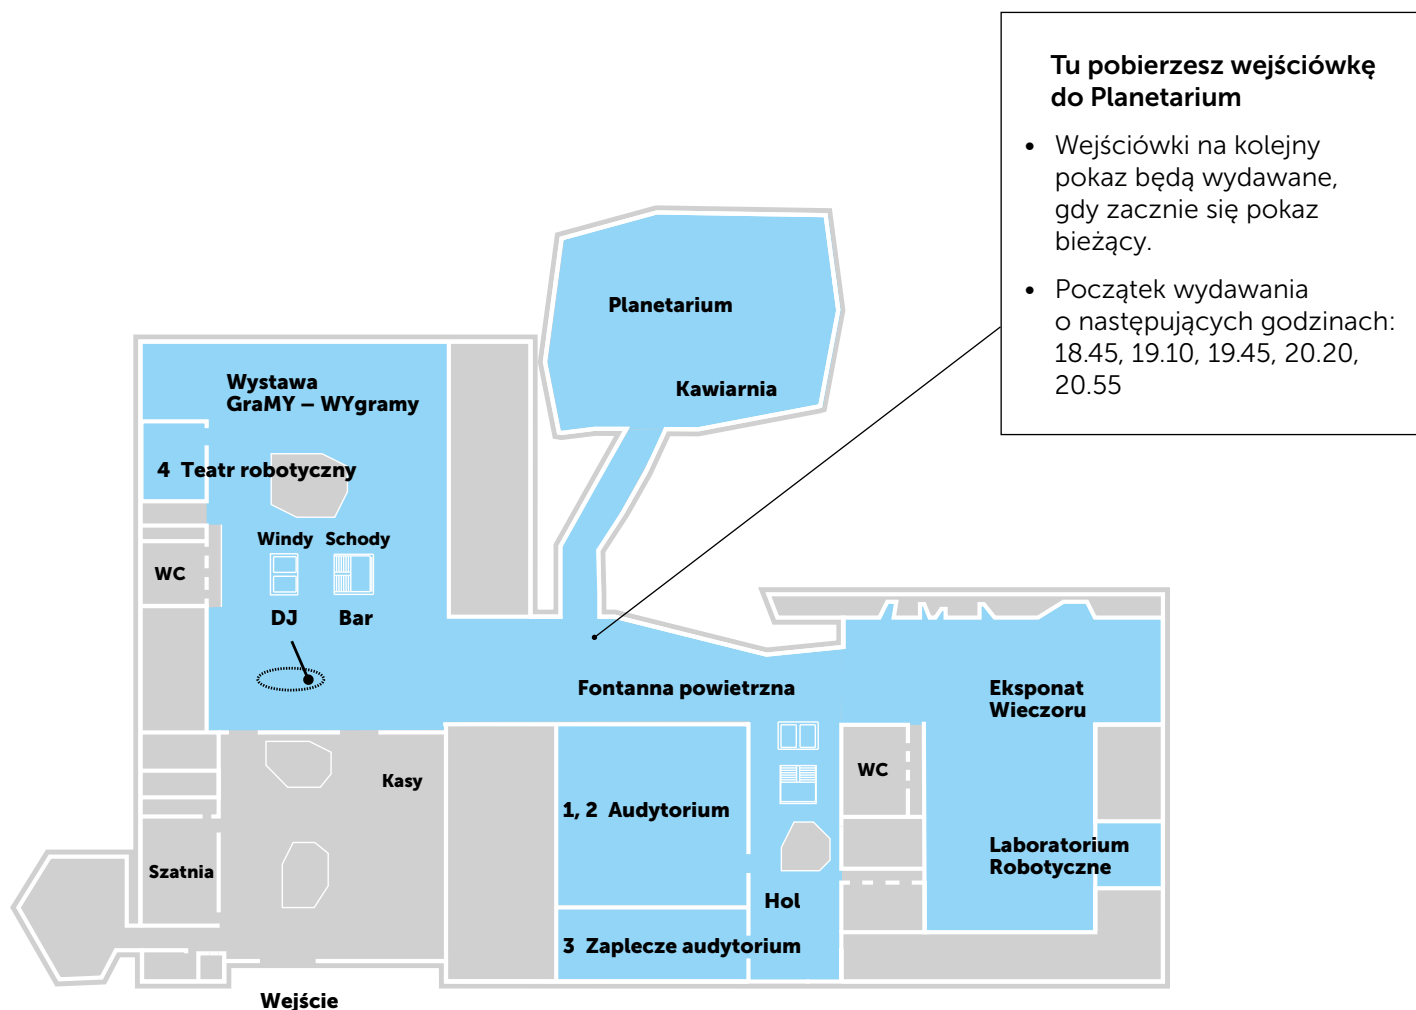 Tu pobierzesz wejściówkę
do Planetarium
• Wejściówki na kolejny
pokaz będą wydawane,
gdy zacznie się pokaz
bieżący.
• Początek wydawania
o następujących godzinach:
18.45, 19.10, 19.45, 20.20,
20.55
Planetarium
Kawiarnia
Wystawa
GraMY – WYgramy
4 Teatr robotyczny
Windy
Schody
WC
DJ
Bar
Fontanna powietrzna
Eksponat
Wieczoru
Kasy
WC
1, 2 Audytorium
Laboratorium
Robotyczne
Szatnia
Hol
3 Zaplecze audytorium
Wejście